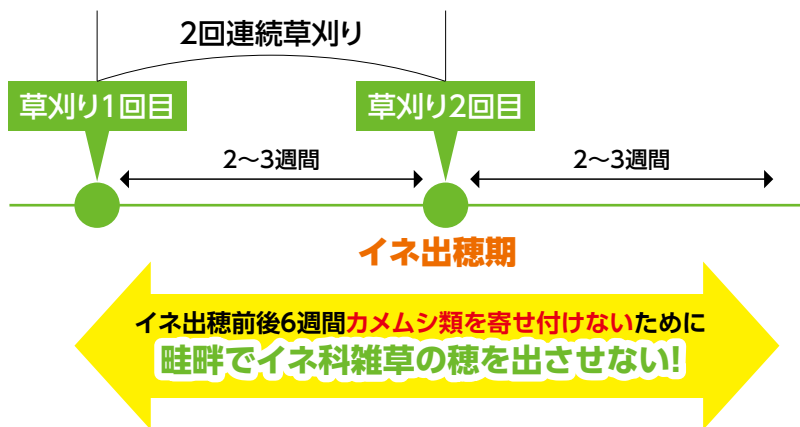 2回連続草刈り
草刈り1回目
草刈り2回目
2〜3週間
2〜3週間
イネ出穂期
イネ出穂前後6週間カメムシ類を寄せ付けないために
畦畔でイネ科雑草の穂を出させない!